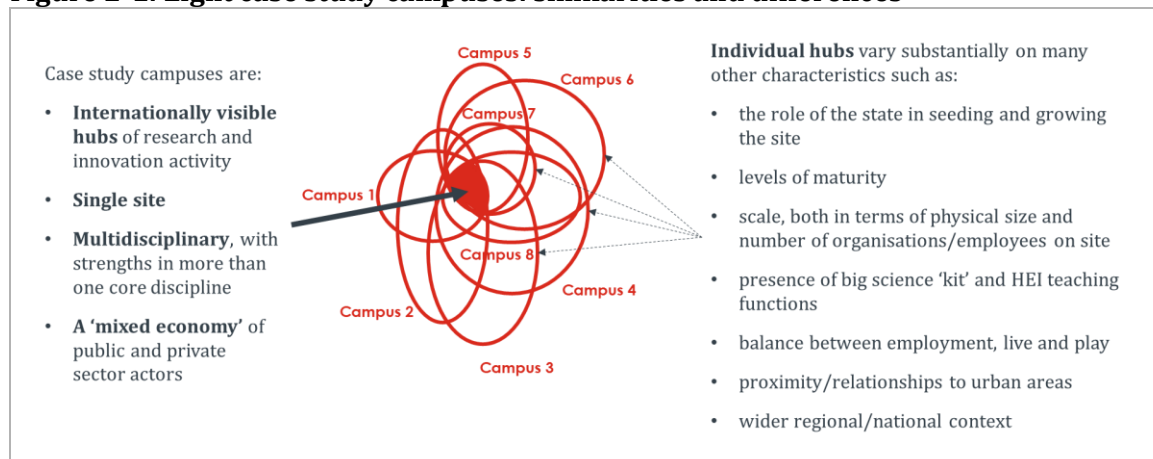 Case study campuses are:
• Internationally visible
hubs of research and
innovation activity
• Single site
• Multidisciplinary, with
strengths in more than
one core discipline
• A ‘mixed economy’ of
public and private
sector actors
Campus 5
Campus 6
Campus 7
Campus 1
Campus 8
Campus 4
Campus 2
Campus 3
Individual hubs vary substantially on many
other characteristics such as:
• the role of the state in seeding and growing
the site
• levels of maturity
• scale, both in terms of physical size and
number of organisations/employees on site
• presence of big science ‘kit’ and HEI teaching
functions
• balance between employment, live and play
• proximity/relationships to urban areas
• wider regional/national context